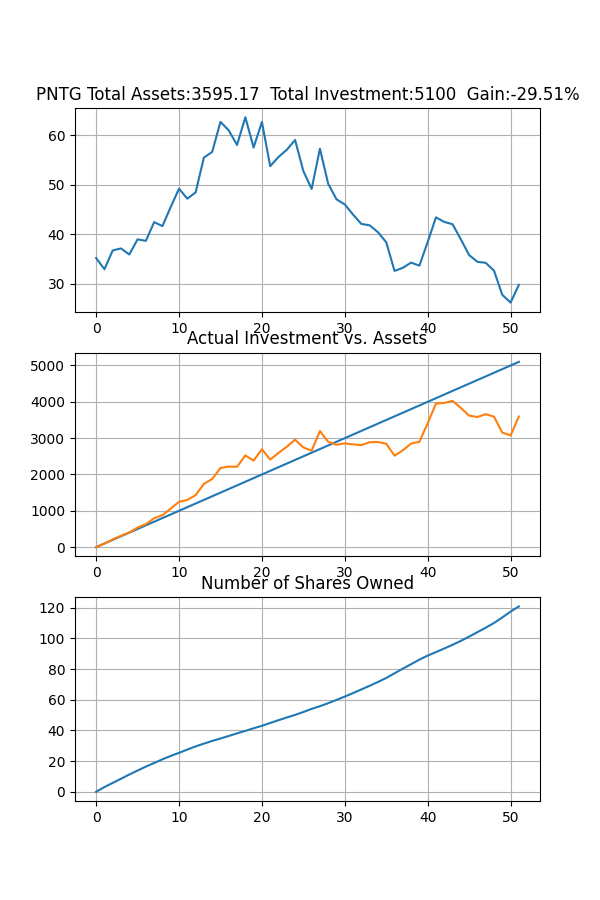 PNTG Total Assets:3595.17  Total Investment:5100  Gain:-29.51%
60
50
40
30
0 10 20 30 40 50
Actual Investment vs. Assets
5000
4000
3000
2000
1000
0
0 10 20 30 40 50
Number of Shares Owned
120
100
80
60
40
20
0
0 10 20 30 40 50